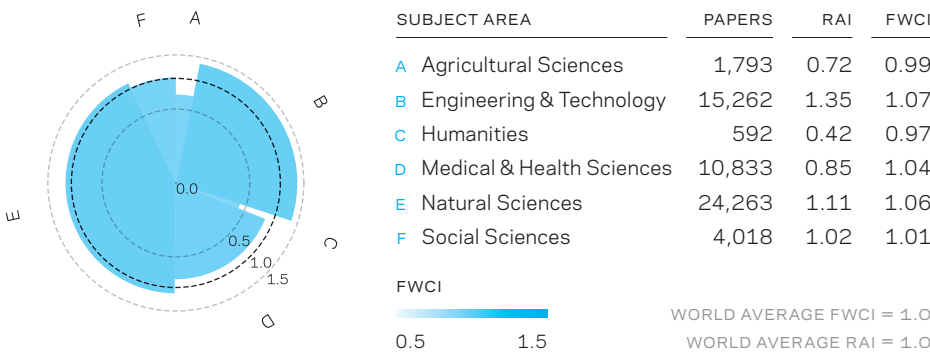 F A
B
E
C
D
0.0
0.5
1.0
1.5
SUBJECT AREA PAPERS RAI FWCI
A Agricultural Sciences 1,793 0.72 0.99
B Engineering & Technology 15,262 1.35 1.07
C Humanities 592 0.42 0.97
D Medical & Health Sciences 10,833 0.85 1.04
E Natural Sciences 24,263 1.11 1.06
F Social Sciences 4,018 1.02 1.01
FWCI
0.5 1.5
WORLD AVERAGE FWCI = 1.0
WORLD AVERAGE RAI = 1.0